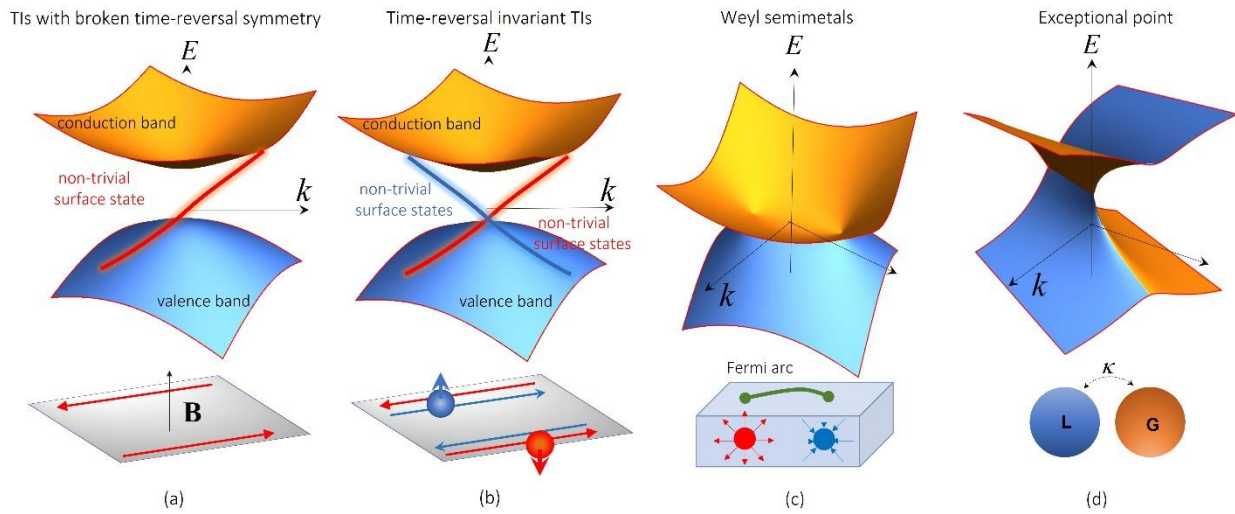 TIs with broken time-reversal symmetry
E
conduction band
non-trivial
surface state
k
valence band
B
(a)
Time-reversal invariant TIs
E
conduction band
non-trivial
surface states
k
non-trivial
surface states
valence band
(b)
Weyl semimetals
E
k
Fermi arc
(c)
Exceptional point
E
k
κ
L
G
(d)